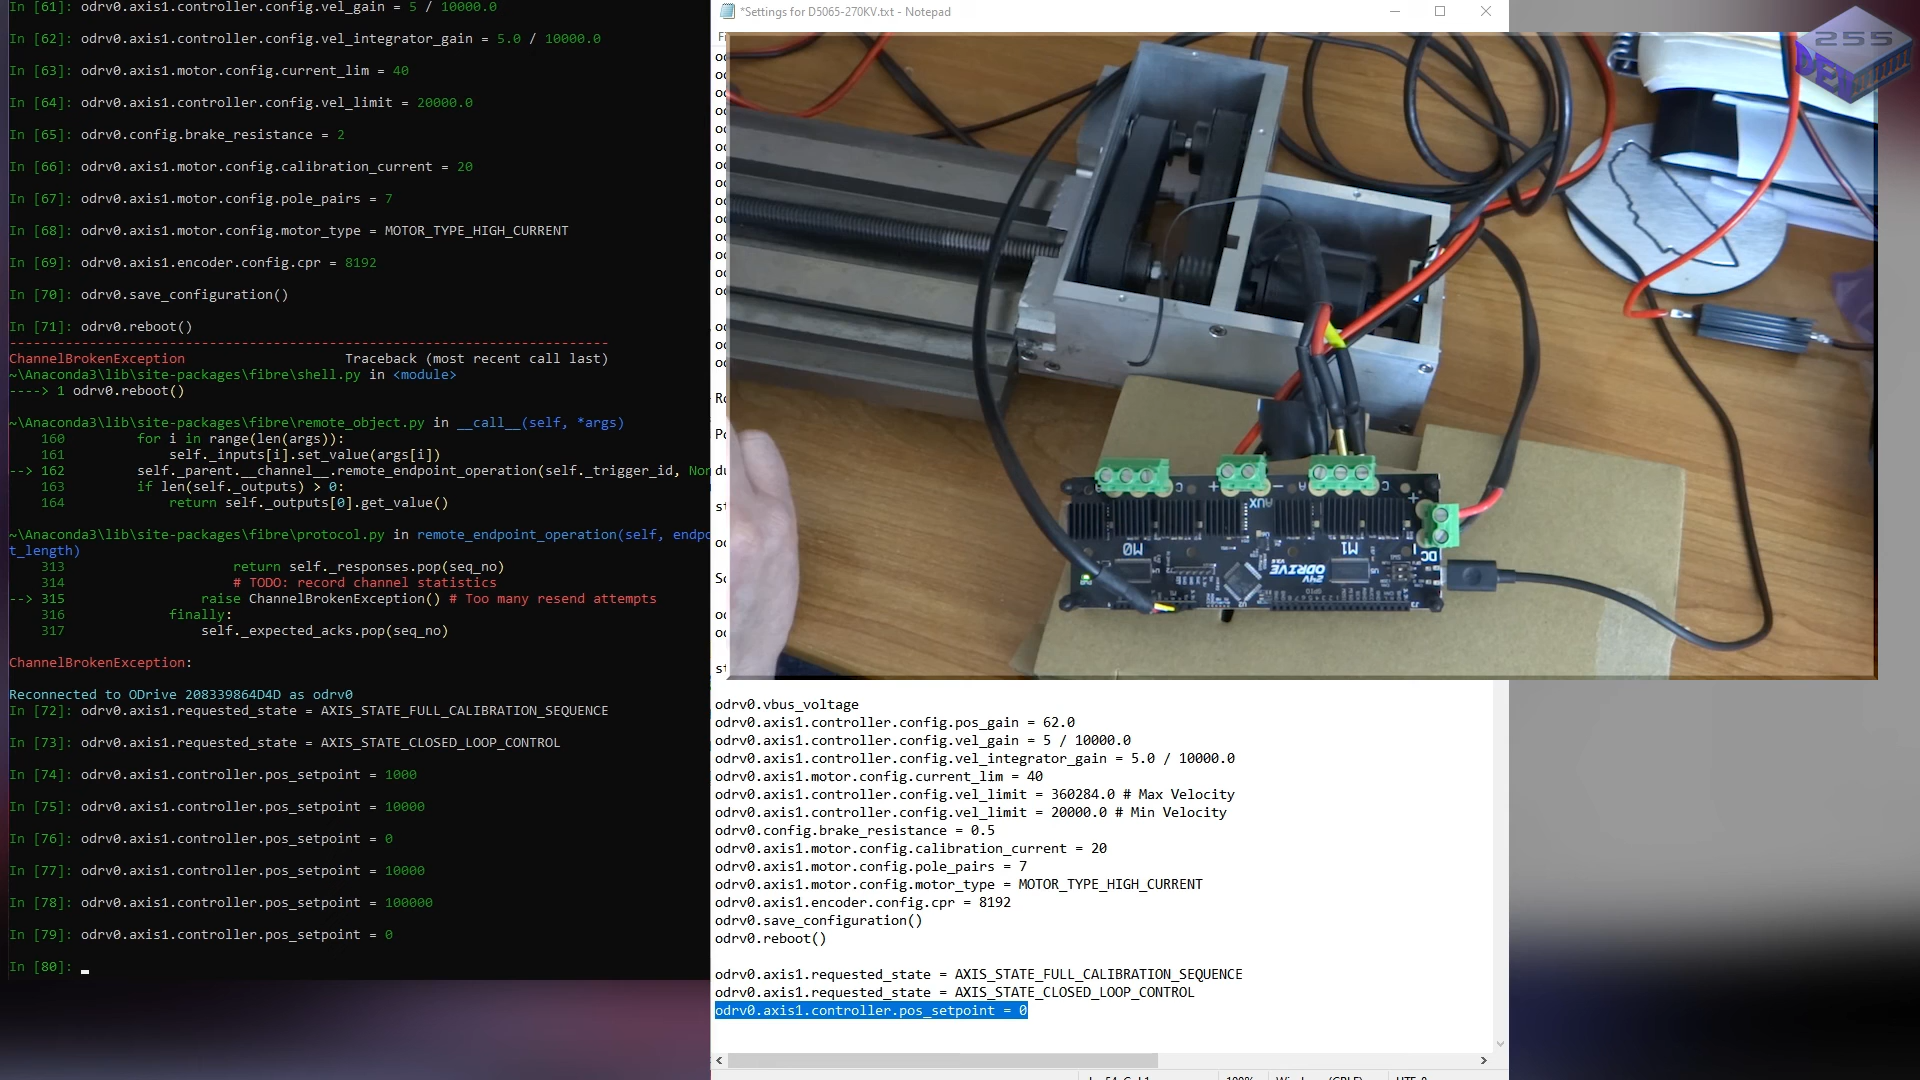 In [61]: odrv0.axis1.controller.config.vel_gain = 5 / 10000.0
In [62]: odrv0.axis1.controller.config.vel_integrator_gain = 5.0 / 10000.0
In [63]: odrv0.axis1.motor.config.current_lim = 40
In [64]: odrv0.axis1.controller.config.vel_limit = 20000.0
In [65]: odrv0.config.brake_resistance = 2
In [66]: odrv0.axis1.motor.config.calibration_current = 20
In [67]: odrv0.axis1.motor.config.pole_pairs = 7
In [68]: odrv0.axis1.motor.config.motor_type = MOTOR_TYPE_HIGH_CURRENT
In [69]: odrv0.axis1.encoder.config.cpr = 8192
In [70]: odrv0.save_configuration()
In [71]: odrv0.reboot()
---------------------------------------------------------------------------
ChannelBrokenException                    Traceback (most recent call last)
~\Anaconda3\lib\site-packages\fibre\shell.py in <module>
----> 1 odrv0.reboot()
~\Anaconda3\lib\site-packages\fibre\remote_object.py in __call__(self, *args)
160         for i in range(len(args)):
161             self._inputs[i].set_value(args[i])
--> 162         self._parent.__channel__.remote_endpoint_operation(self._trigger_id, Non
163         if len(self._outputs) > 0:
164             return self._outputs[0].get_value()
~\Anaconda3\lib\site-packages\fibre\protocol.py in remote_endpoint_operation(self, endpo
t_length)
313                     return self._responses.pop(seq_no)
314                 # TODO: record channel statistics
--> 315                 raise ChannelBrokenException() # Too many resend attempts
316             finally:
317                 self._expected_acks.pop(seq_no)
ChannelBrokenException:
Reconnected to ODrive 208339864D4D as odrv0
In [72]: odrv0.axis1.requested_state = AXIS_STATE_FULL_CALIBRATION_SEQUENCE
In [73]: odrv0.axis1.requested_state = AXIS_STATE_CLOSED_LOOP_CONTROL
In [74]: odrv0.axis1.controller.pos_setpoint = 1000
In [75]: odrv0.axis1.controller.pos_setpoint = 10000
In [76]: odrv0.axis1.controller.pos_setpoint = 0
In [77]: odrv0.axis1.controller.pos_setpoint = 10000
In [78]: odrv0.axis1.controller.pos_setpoint = 100000
In [79]: odrv0.axis1.controller.pos_setpoint = 0
In [80]:
*Settings for D5065-270KV.txt - Notepad
255
DEV
C
+
AUX
-
A
C
+
M0
M1
DC
ODRIVE
24V
GPIO
odrv0.vbus_voltage
odrv0.axis1.controller.config.pos_gain = 62.0
odrv0.axis1.controller.config.vel_gain = 5 / 10000.0
odrv0.axis1.controller.config.vel_integrator_gain = 5.0 / 10000.0
odrv0.axis1.motor.config.current_lim = 40
odrv0.axis1.controller.config.vel_limit = 360284.0 # Max Velocity
odrv0.axis1.controller.config.vel_limit = 20000.0 # Min Velocity
odrv0.config.brake_resistance = 0.5
odrv0.axis1.motor.config.calibration_current = 20
odrv0.axis1.motor.config.pole_pairs = 7
odrv0.axis1.motor.config.motor_type = MOTOR_TYPE_HIGH_CURRENT
odrv0.axis1.encoder.config.cpr = 8192
odrv0.save_configuration()
odrv0.reboot()
odrv0.axis1.requested_state = AXIS_STATE_FULL_CALIBRATION_SEQUENCE
odrv0.axis1.requested_state = AXIS_STATE_CLOSED_LOOP_CONTROL
odrv0.axis1.controller.pos_setpoint = 0